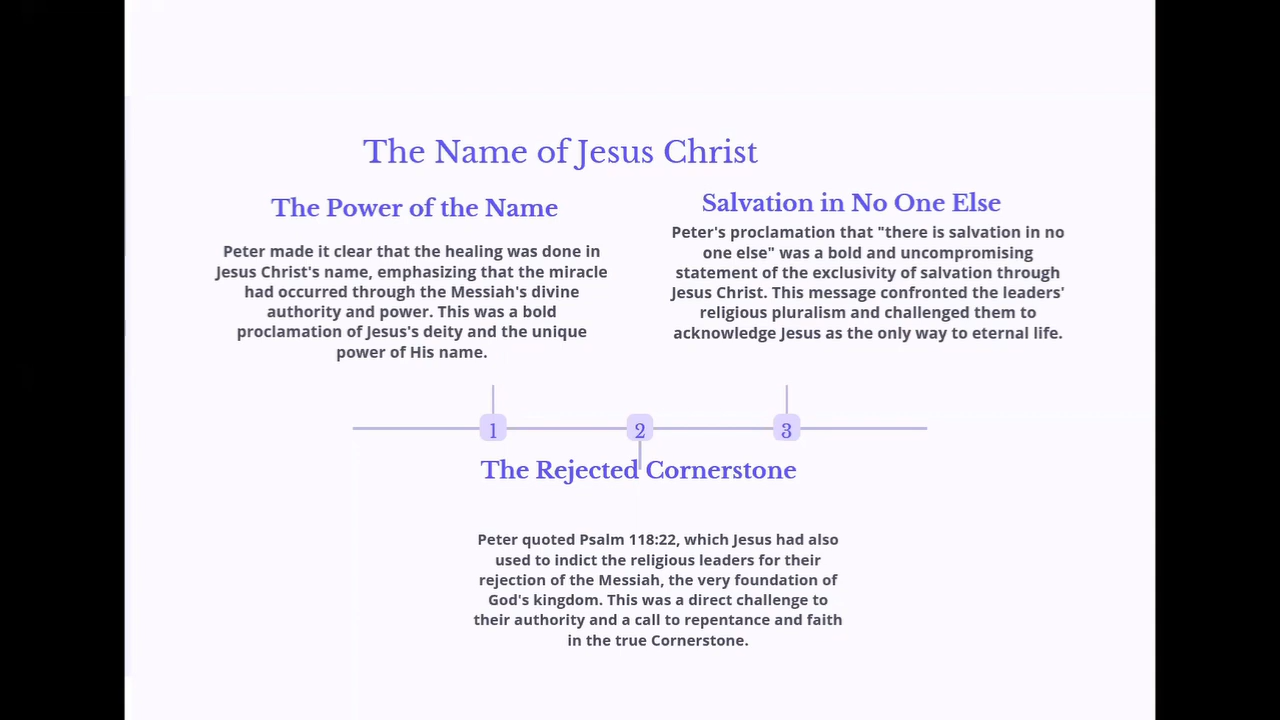 The Name of Jesus Christ
The Power of the Name
Peter made it clear that the healing was done in
Jesus Christ's name, emphasizing that the miracle
had occurred through the Messiah's divine
authority and power. This was a bold
proclamation of Jesus's deity and the unique
power of His name.
Salvation in No One Else
Peter's proclamation that "there is salvation in no
one else" was a bold and uncompromising
statement of the exclusivity of salvation through
Jesus Christ. This message confronted the leaders'
religious pluralism and challenged them to
acknowledge Jesus as the only way to eternal life.
1
2
3
The Rejected Cornerstone
Peter quoted Psalm 118:22, which Jesus had also
used to indict the religious leaders for their
rejection of the Messiah, the very foundation of
God's kingdom. This was a direct challenge to
their authority and a call to repentance and faith
in the true Cornerstone.